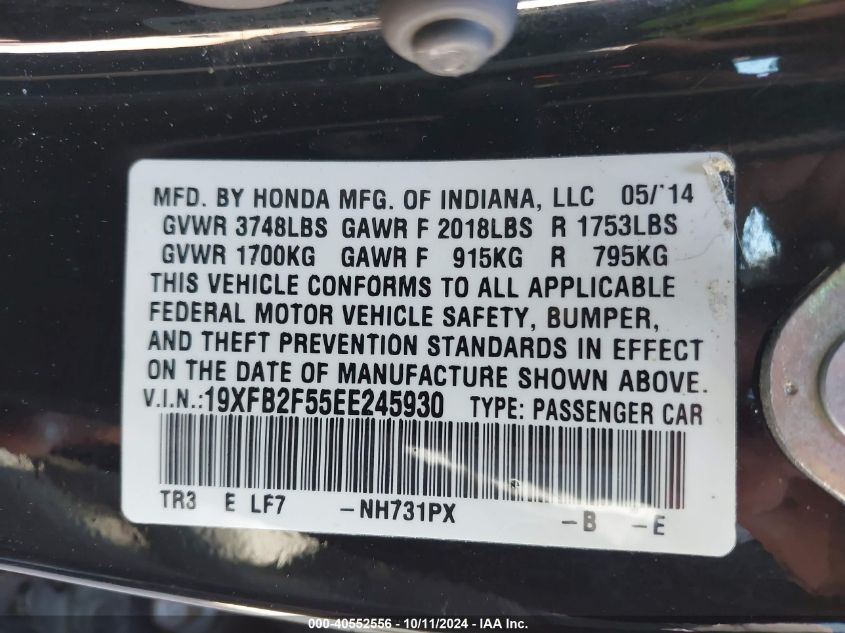 MFD. BY HONDA MFG. OF INDIANA, LLC 05/'14
GVWR 3748LBS GAWR F 2018LBS R 1753LBS
GVWR 1700KG GAWR F 915KG R 795KG
THIS VEHICLE CONFORMS TO ALL APPLICABLE
FEDERAL MOTOR VEHICLE SAFETY, BUMPER,
AND THEFT PREVENTION STANDARDS IN EFFECT
ON THE DATE OF MANUFACTURE SHOWN ABOVE.
V.I.N.:19XFB2F55EE245930 TYPE: PASSENGER CAR
TR3 E LF7 -NH731PX -B -E
000-40552556 - 10/11/2024 - IAA Inc.